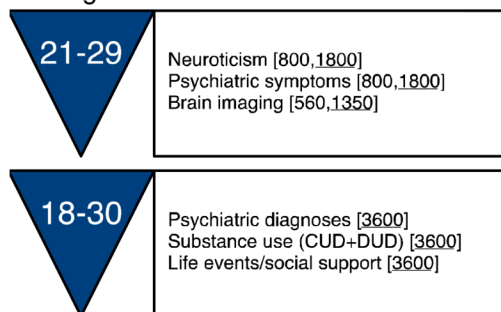 21-29
Neuroticism [800,1800]
Psychiatric symptoms [800,1800]
Brain imaging [560,1350]
18-30
Psychiatric diagnoses [3600]
Substance use (CUD+DUD) [3600]
Life events/social support [3600]